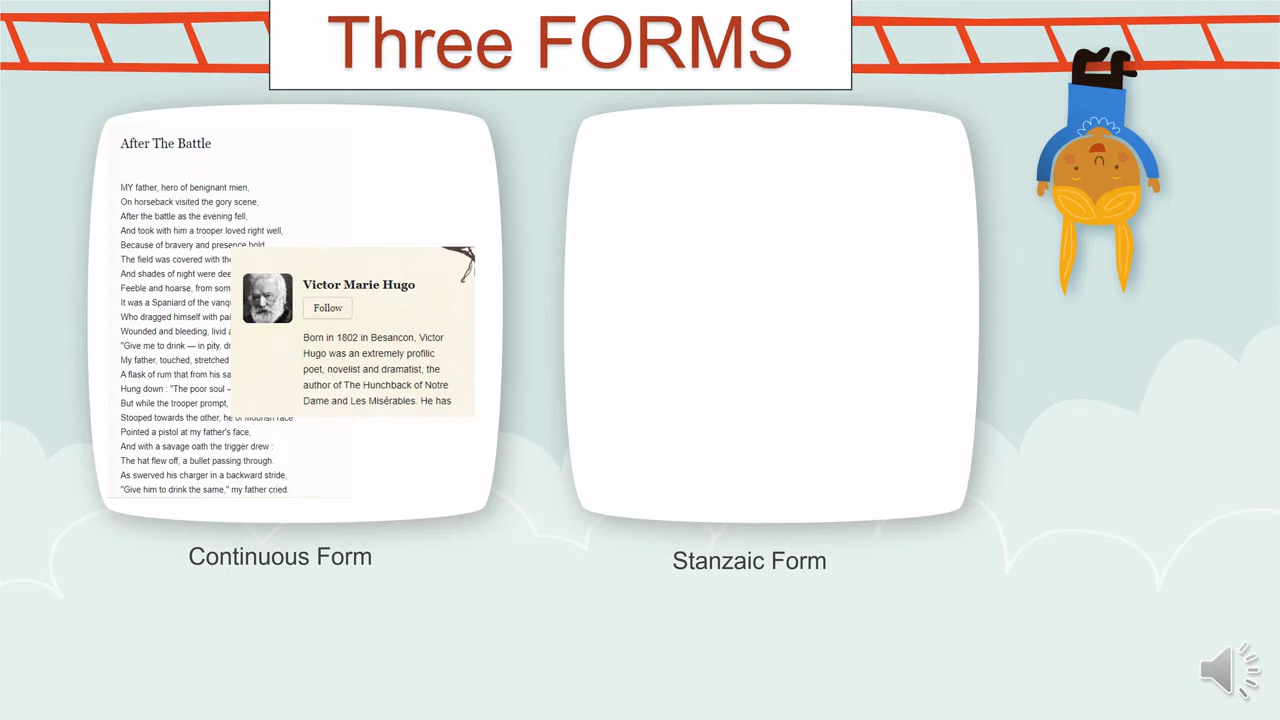 Three FORMS
After The Battle
MY father, hero of benignant mien,
On horseback visited the gory scene,
After the battle as the evening fell,
And took with him a trooper loved right well,
Because of bravery and presence bold.
The field was covered with the
And shades of night were
Feeble and hoarse, from
It was a Spaniard of the
Who dragged himself with
Wounded and bleeding, livid
"Give me to drink — in pity,
My father, touched, stretched
A flask of rum that from his
Hung down : "The poor soul —
But while the trooper prompt,
Stooped towards the other, he of Moorish race
Pointed a pistol at my father's face,
And with a savage oath the trigger drew :
The hat flew off, a bullet passing through.
As swerved his charger in a backward stride,
"Give him to drink the same," my father cried.
Victor Marie Hugo
Follow
Born in 1802 in Besancon, Victor
Hugo was an extremely profilic
poet, novelist and dramatist, the
author of The Hunchback of Notre
Dame and Les Misérables. He has
Continuous Form
Stanzaic Form